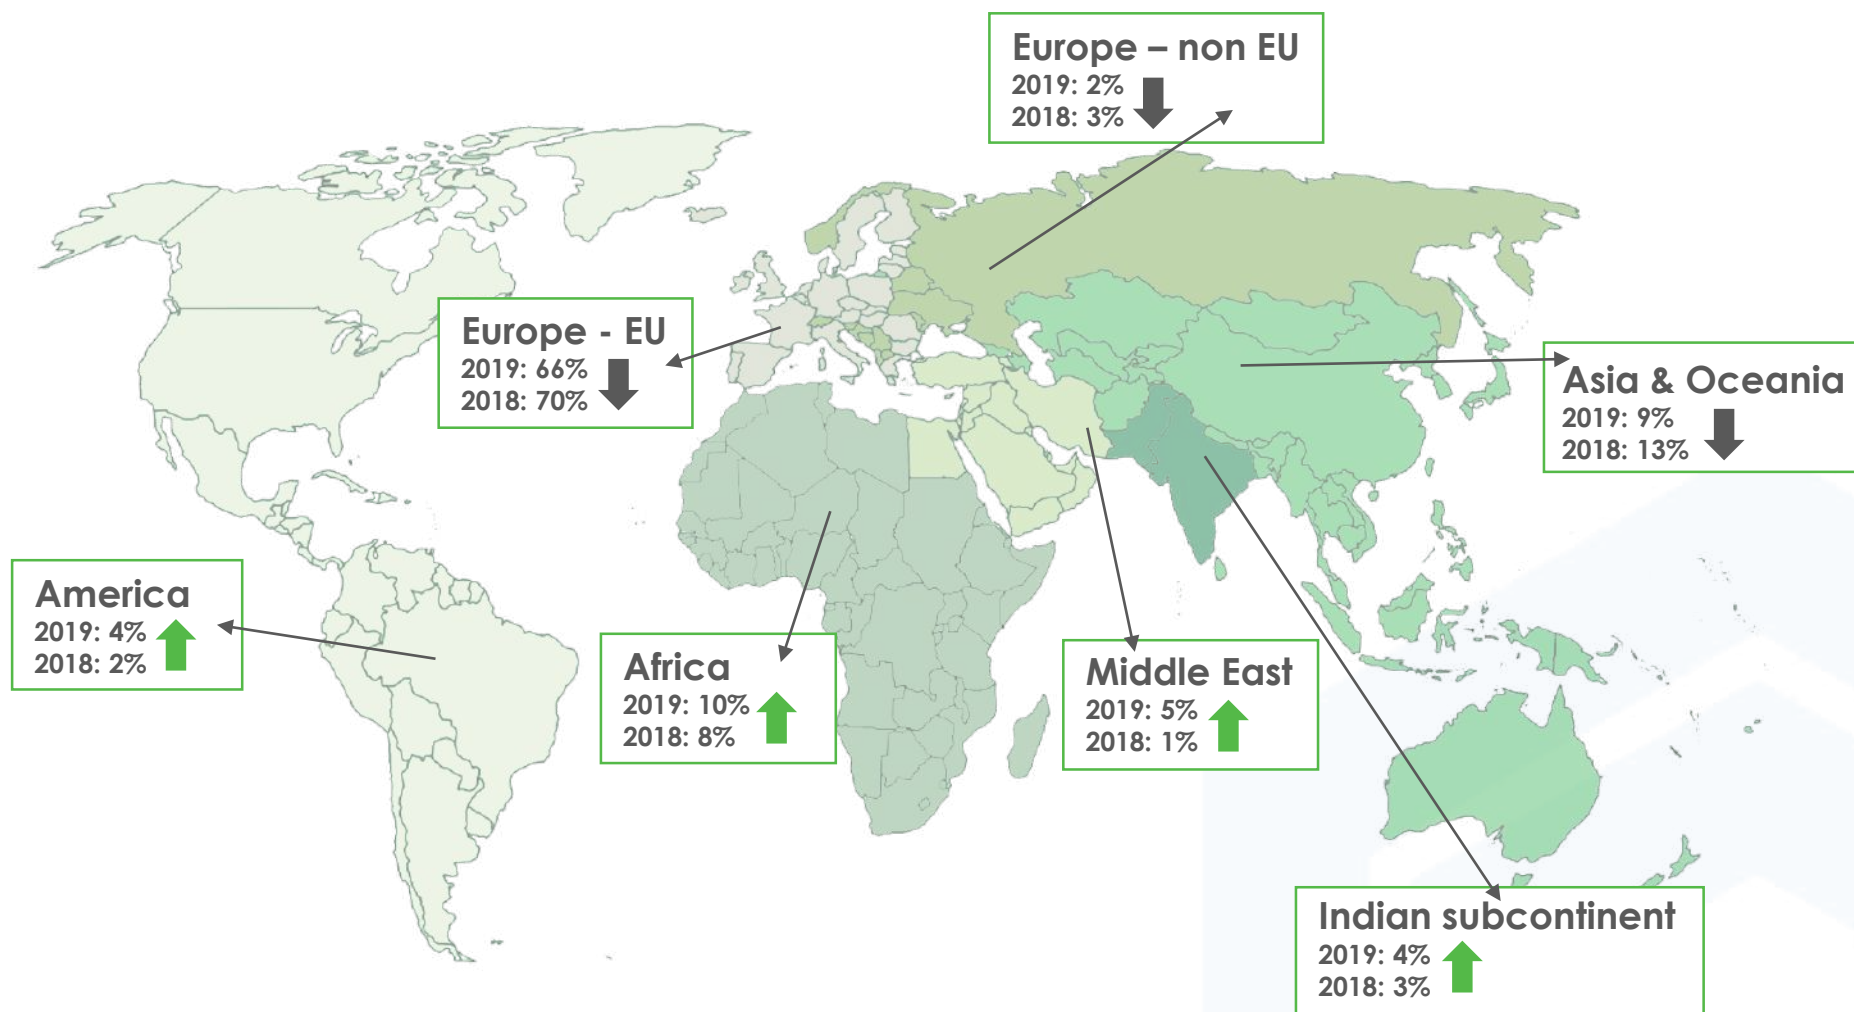 Europe – non EU
2019: 2%
2018: 3%
Europe - EU
2019: 66%
2018: 70%
Asia & Oceania
2019: 9%
2018: 13%
America
2019: 4%
2018: 2%
Africa
2019: 10%
2018: 8%
Middle East
2019: 5%
2018: 1%
Indian subcontinent
2019: 4%
2018: 3%